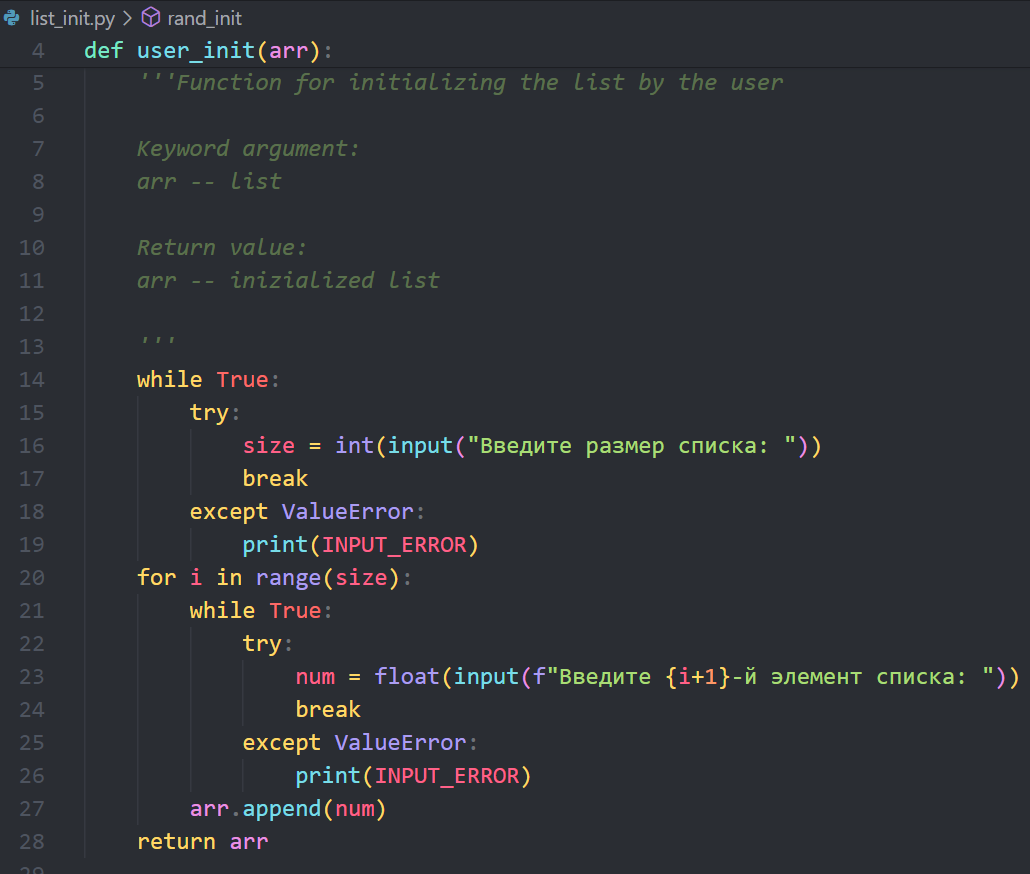 list_init.py > rand_init
4 def user_init(arr):
5 '''Function for initializing the list by the user
6
7 Keyword argument:
8 arr -- list
9
10 Return value:
11 arr -- inizialized list
12
13 '''
14 while True:
15 try:
16 size = int(input("Введите размер списка: "))
17 break
18 except ValueError:
19 print(INPUT_ERROR)
20 for i in range(size):
21 while True:
22 try:
23 num = float(input(f"Введите {i+1}-й элемент списка: "))
24 break
25 except ValueError:
26 print(INPUT_ERROR)
27 arr.append(num)
28 return arr
29